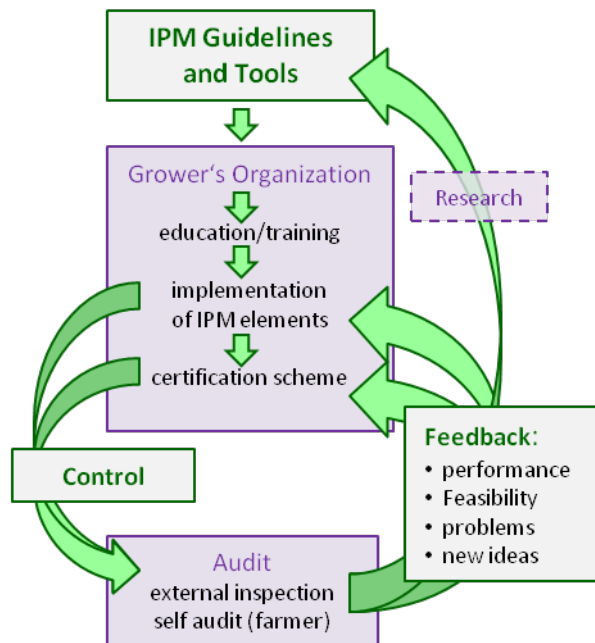 IPM Guidelines
and Tools
Grower‘s Organization
education/training
implementation
of IPM elements
certification scheme
Research
Control
Feedback:
• performance
• Feasibility
• problems
• new ideas
Audit
external inspection
self audit (farmer)